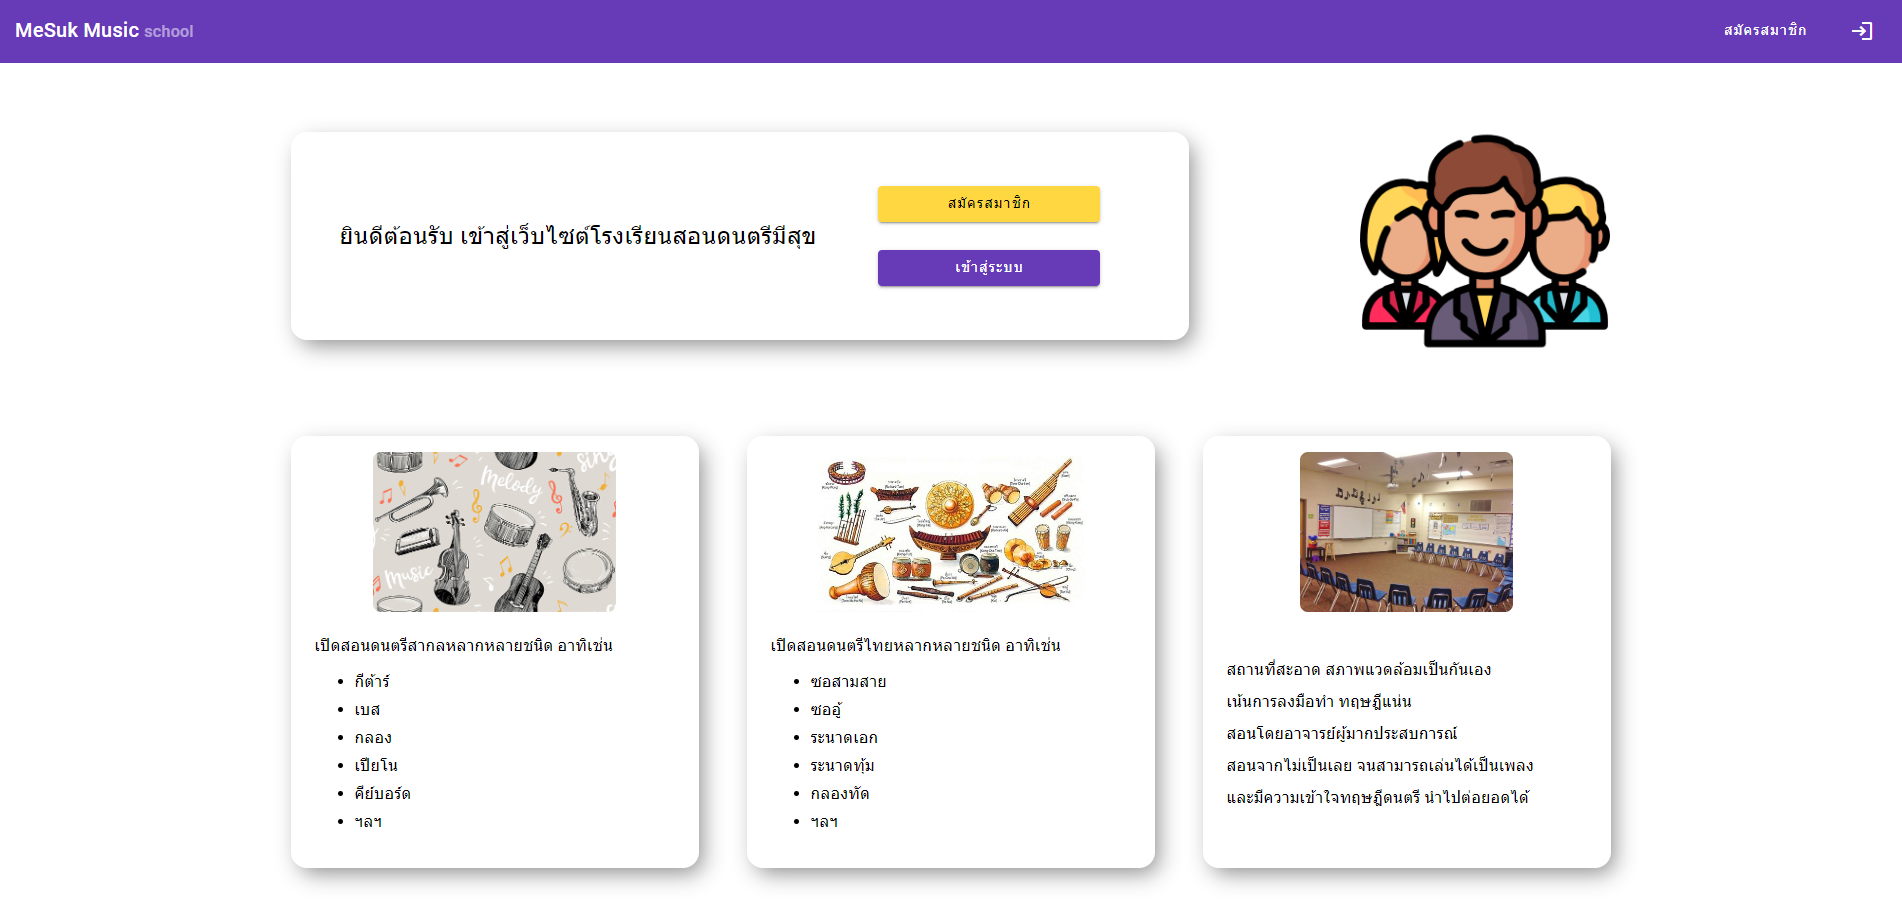 MeSuk Music school
สมัครสมาชิก
ยินดีต้อนรับ เข้าสู่เว็บไซต์โรงเรียนสอนดนตรีมีสุข
สมัครสมาชิก
เข้าสู่ระบบ
sing
Melody
Music
เปิดสอนดนตรีสากลหลากหลายชนิด อาทิเช่น
กีต้าร์
เบส
กลอง
เปียโน
คีย์บอร์ด
ฯลฯ
เปิดสอนดนตรีไทยหลากหลายชนิด อาทิเช่น
ซอสามสาย
ซออู้
ระนาดเอก
ระนาดทุ้ม
กลองทัด
ฯลฯ
สถานที่สะอาด สภาพแวดล้อมเป็นกันเอง
เน้นการลงมือทำ ทฤษฎีแน่น
สอนโดยอาจารย์ผู้มากประสบการณ์
สอนจากไม่เป็นเลย จนสามารถเล่นได้เป็นเพลง
และมีความเข้าใจทฤษฎีดนตรี นำไปต่อยอดได้